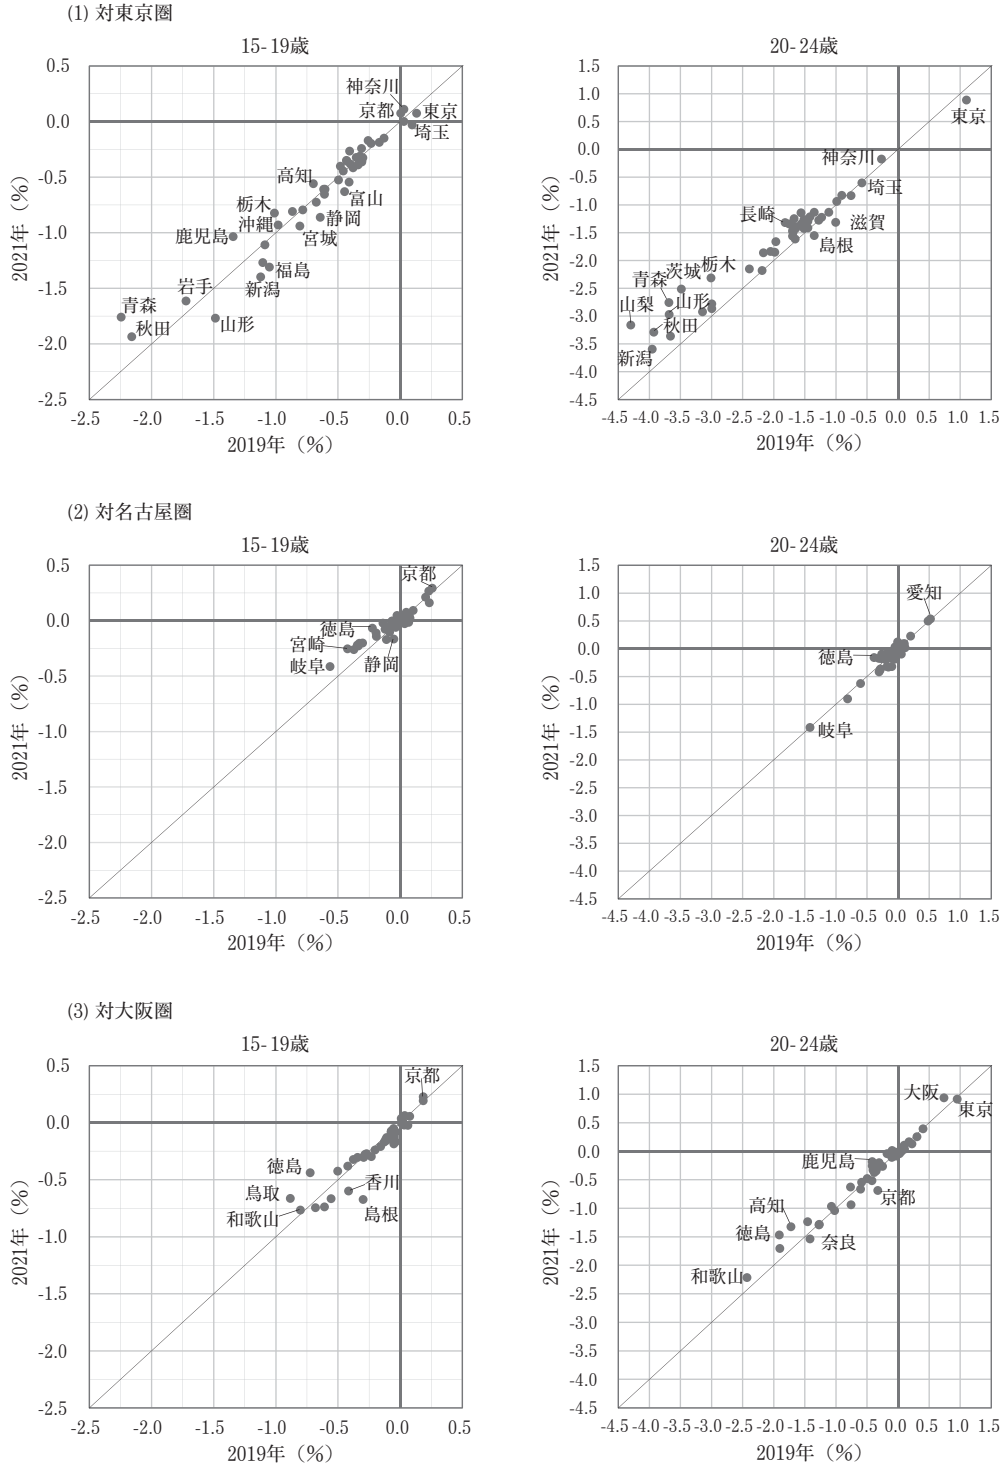 (1) 対東京圏
15-19歳
20-24歳
0.5
0.0
-0.5
-1.0
-1.5
-2.0
-2.5
2021年（%）
神奈川
京都
東京
埼玉
高知
富山
栃木
静岡
沖縄
宮城
鹿児島
福島
新潟
岩手
青森
秋田
山形
-2.5 -2.0 -1.5 -1.0 -0.5 0.0 0.5
2019年（%）
1.5
1.0
0.5
0.0
-0.5
-1.0
-1.5
-2.0
-2.5
-3.0
-3.5
-4.0
-4.5
2021年（%）
東京
神奈川
埼玉
長崎
滋賀
島根
栃木
茨城
青森
山形
山梨
秋田
新潟
-4.5 -4.0 -3.5 -3.0 -2.5 -2.0 -1.5 -1.0 -0.5 0.0 0.5 1.0 1.5
2019年（%）
(2) 対名古屋圏
15-19歳
20-24歳
0.5
0.0
-0.5
-1.0
-1.5
-2.0
-2.5
2021年（%）
京都
徳島
宮崎
静岡
岐阜
-2.5 -2.0 -1.5 -1.0 -0.5 0.0 0.5
2019年（%）
1.5
1.0
0.5
0.0
-0.5
-1.0
-1.5
-2.0
-2.5
-3.0
-3.5
-4.0
-4.5
2021年（%）
愛知
徳島
岐阜
-4.5 -4.0 -3.5 -3.0 -2.5 -2.0 -1.5 -1.0 -0.5 0.0 0.5 1.0 1.5
2019年（%）
(3) 対大阪圏
15-19歳
20-24歳
0.5
0.0
-0.5
-1.0
-1.5
-2.0
-2.5
2021年（%）
京都
徳島
香川
鳥取
和歌山
島根
-2.5 -2.0 -1.5 -1.0 -0.5 0.0 0.5
2019年（%）
1.5
1.0
0.5
0.0
-0.5
-1.0
-1.5
-2.0
-2.5
-3.0
-3.5
-4.0
-4.5
2021年（%）
大阪
東京
鹿児島
京都
高知
徳島
奈良
和歌山
-4.5 -4.0 -3.5 -3.0 -2.5 -2.0 -1.5 -1.0 -0.5 0.0 0.5 1.0 1.5
2019年（%）